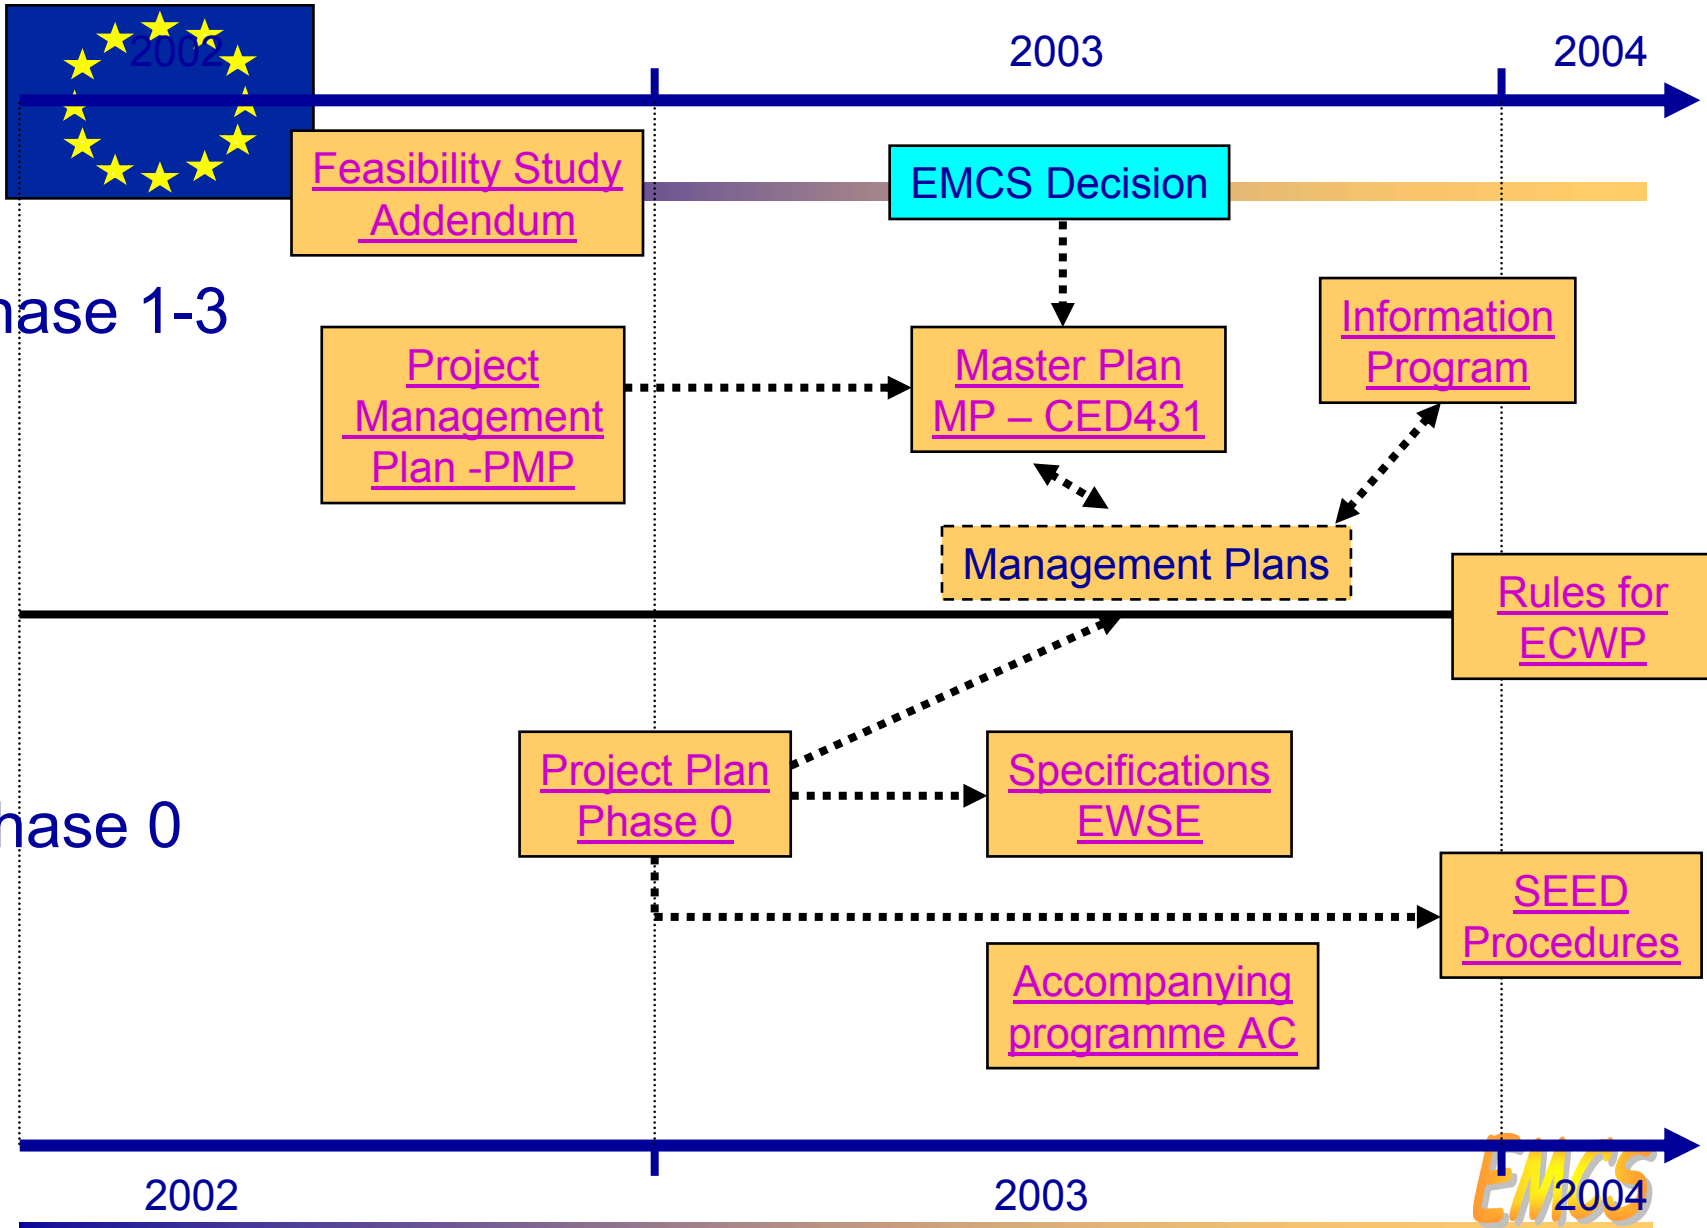 2002
2003
2004
Feasibility Study
Addendum
EMCS Decision
hase 1-3
Information
Program
Project
Management
Plan -PMP
Master Plan
MP – CED431
Management Plans
Rules for
ECWP
Project Plan
Phase 0
Specifications
EWSE
hase 0
SEED
Procedures
Accompanying
programme AC
2002
2003
2004
EMCS